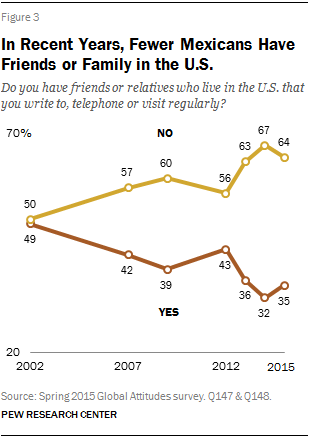 Figure 3
In Recent Years, Fewer Mexicans Have
Friends or Family in the U.S.
Do you have friends or relatives who live in the U.S. that
you write to, telephone or visit regularly?
70%
NO
50 57 60 56 63 67 64
49 42 39 43 36 32 35
YES
20
2002 2007 2012 2015
Source: Spring 2015 Global Attitudes survey. Q147 & Q148.
PEW RESEARCH CENTER